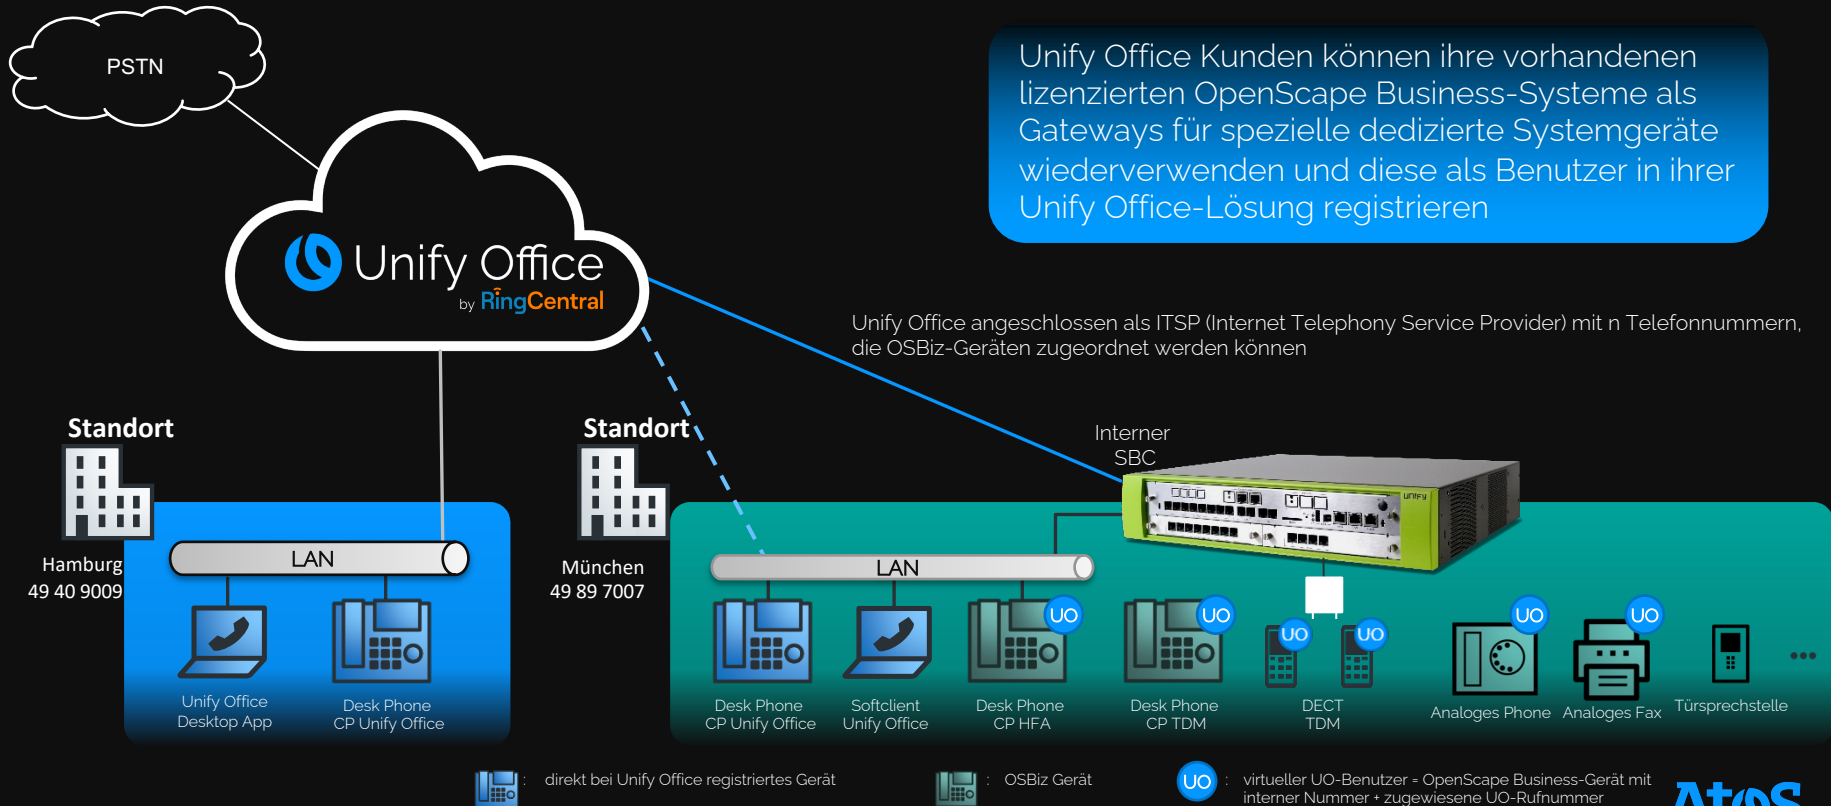 PSTN
Unify Office Kunden können ihre vorhandenen
lizenzierten OpenScape Business-Systeme als
Gateways für spezielle dedizierte Systemgeräte
wiederverwenden und diese als Benutzer in ihrer
Unify Office-Lösung registrieren
Unify Office
by RingCentral
Unify Office angeschlossen als ITSP (Internet Telephony Service Provider) mit n Telefonnummern,
die OSBiz-Geräten zugeordnet werden können
Standort
Standort
Interner
SBC
UNIFY
Hamburg
49 40 9009
LAN
München
49 89 7007
LAN
UO
UO
UO
UO
UO
UO
Unify Office
Desktop App
Desk Phone
CP Unify Office
Desk Phone
CP Unify Office
Softclient
Unify Office
Desk Phone
CP HFA
Desk Phone
CP TDM
DECT
TDM
Analoges Phone
Analoges Fax
Türsprechstelle
...
: direkt bei Unify Office registriertes Gerät
: OSBiz Gerät
UO : virtueller UO-Benutzer = OpenScape Business-Gerät mit
interner Nummer + zugewiesene UO-Rufnummer
Atos